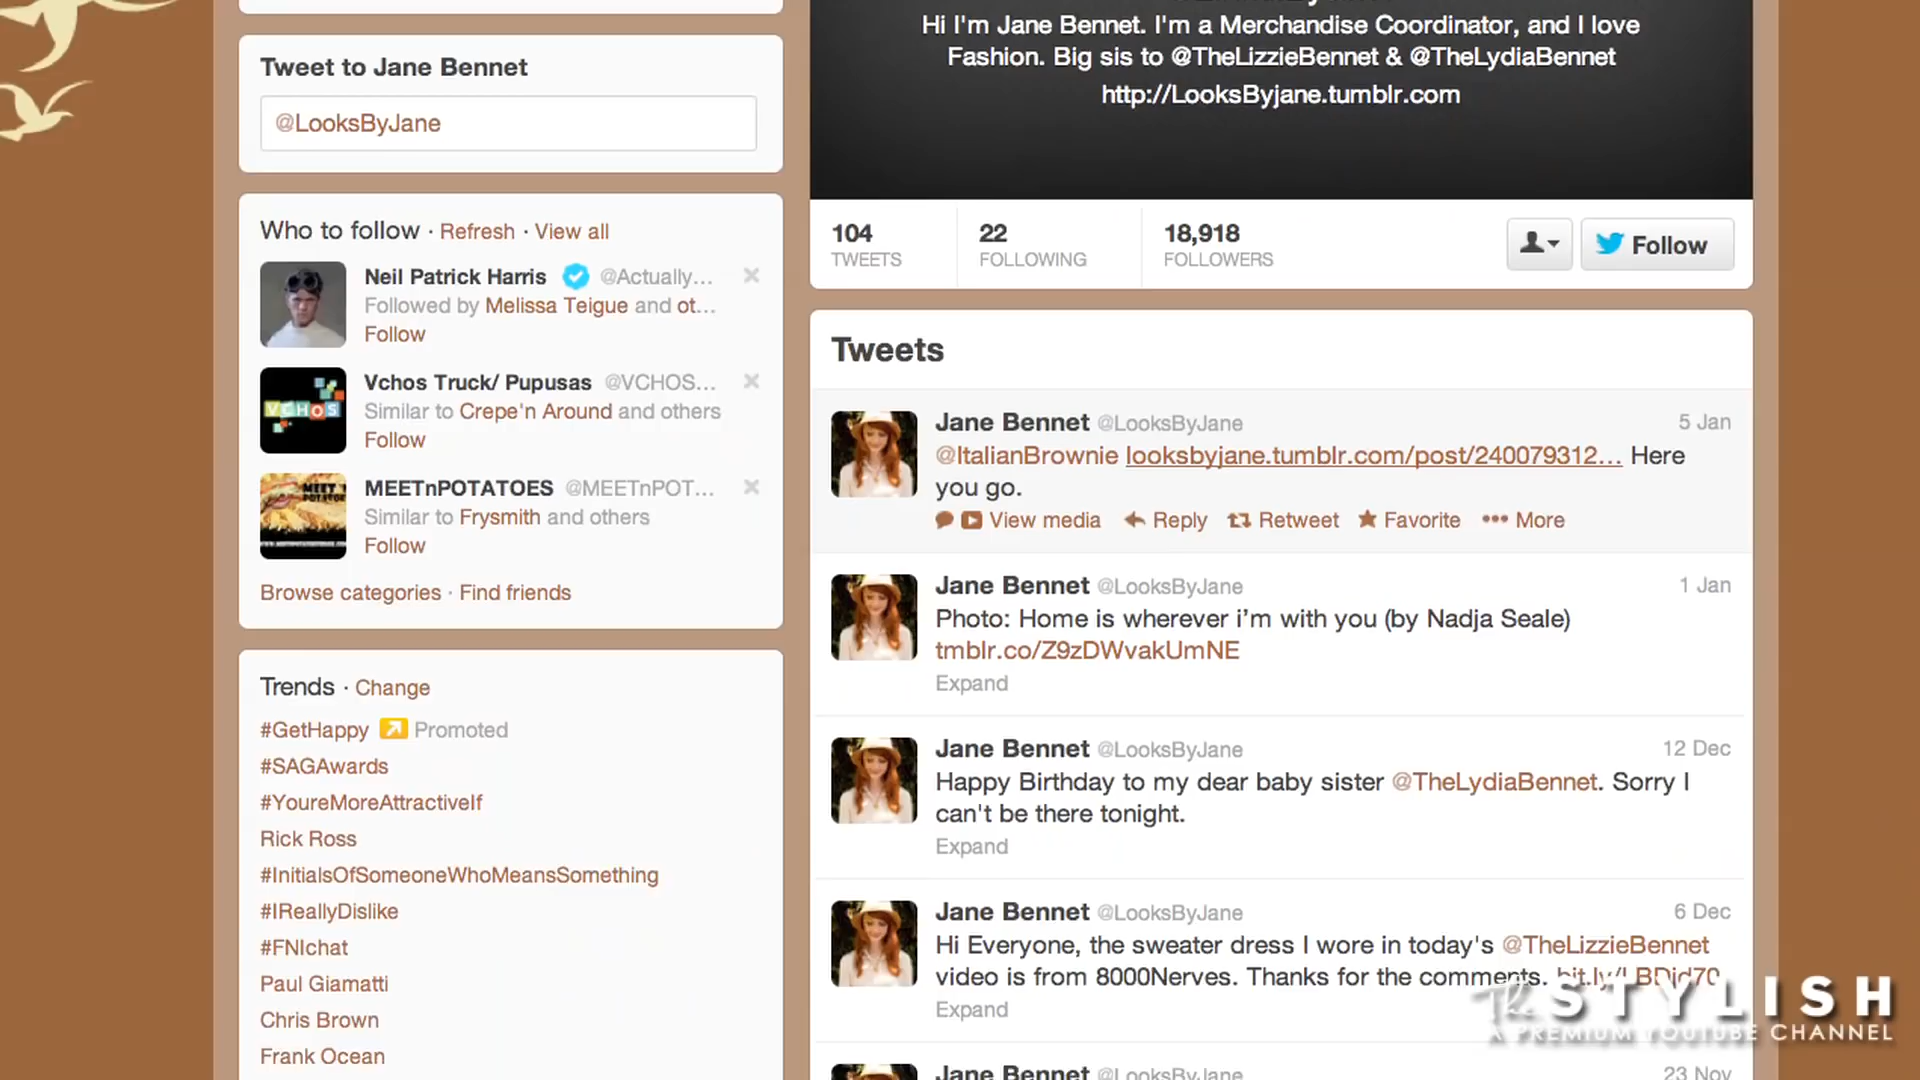 Tweet to Jane Bennet
@LooksByJane
Who to follow · Refresh · View all
Neil Patrick Harris @Actually...
Followed by Melissa Teigue and ot...
Follow
Vchos Truck/ Pupusas @VCHOS...
Similar to Crepe'n Around and others
Follow
VCHOS
MEETnPOTATOES @MEETnPOT...
Similar to Frysmith and others
Follow
Browse categories · Find friends
Trends · Change
#GetHappy Promoted
#SAGAwards
#YoureMoreAttractiveIf
Rick Ross
#InitialsOfSomeoneWhoMeansSomething
#IReallyDislike
#FNIchat
Paul Giamatti
Chris Brown
Frank Ocean
Hi I'm Jane Bennet. I'm a Merchandise Coordinator, and I love
Fashion. Big sis to @TheLizzieBennet & @TheLydiaBennet
http://LooksByjane.tumblr.com
104 22 18,918
TWEETS FOLLOWING FOLLOWERS
Follow
Tweets
Jane Bennet @LooksByJane 5 Jan
@ItalianBrownie looksbyjane.tumblr.com/post/240079312... Here
you go.
View media Reply Retweet Favorite More
Jane Bennet @LooksByJane 1 Jan
Photo: Home is wherever i'm with you (by Nadja Seale)
tmblr.co/Z9zDWvakUmNE
Expand
Jane Bennet @LooksByJane 12 Dec
Happy Birthday to my dear baby sister @TheLydiaBennet. Sorry I
can't be there tonight.
Expand
Jane Bennet @LooksByJane 6 Dec
Hi Everyone, the sweater dress I wore in today's @TheLizzieBennet
video is from 8000Nerves. Thanks for the comments.
Expand
Jane Bennet @LooksByJane 23 Nov
The STYLISH
A PREMIUM YOUTUBE CHANNEL